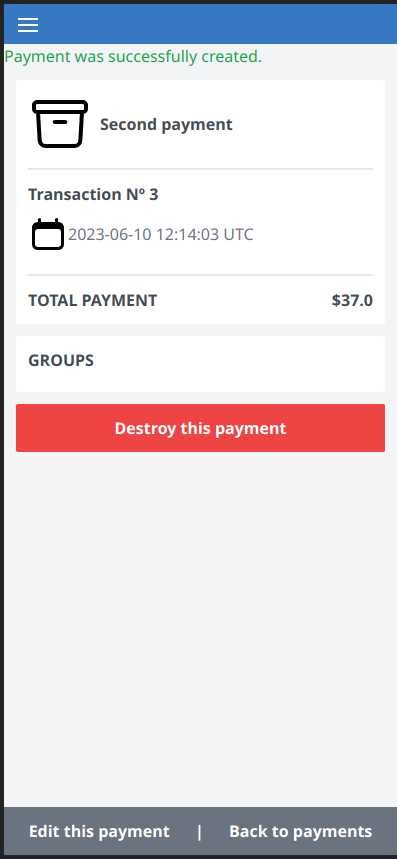 Payment was successfully created.
Second payment
Transaction Nº 3
2023-06-10 12:14:03 UTC
TOTAL PAYMENT $37.0
GROUPS
Destroy this payment
Edit this payment | Back to payments